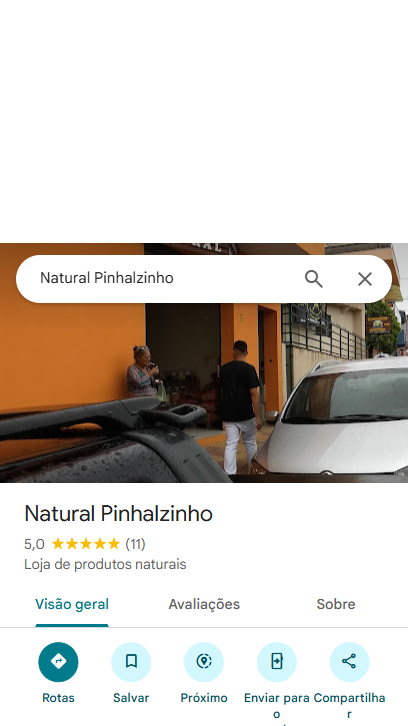 Natural Pinhalzinho
Natural Pinhalzinho
5,0 (11)
Loja de produtos naturais
Visão geral Avaliações Sobre
Rotas Salvar Próximo Enviar para Compartilha
o r